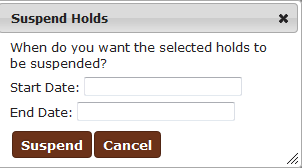 Suspend Holds
When do you want the selected holds to
be suspended?
Start Date:
End Date:
Suspend Cancel